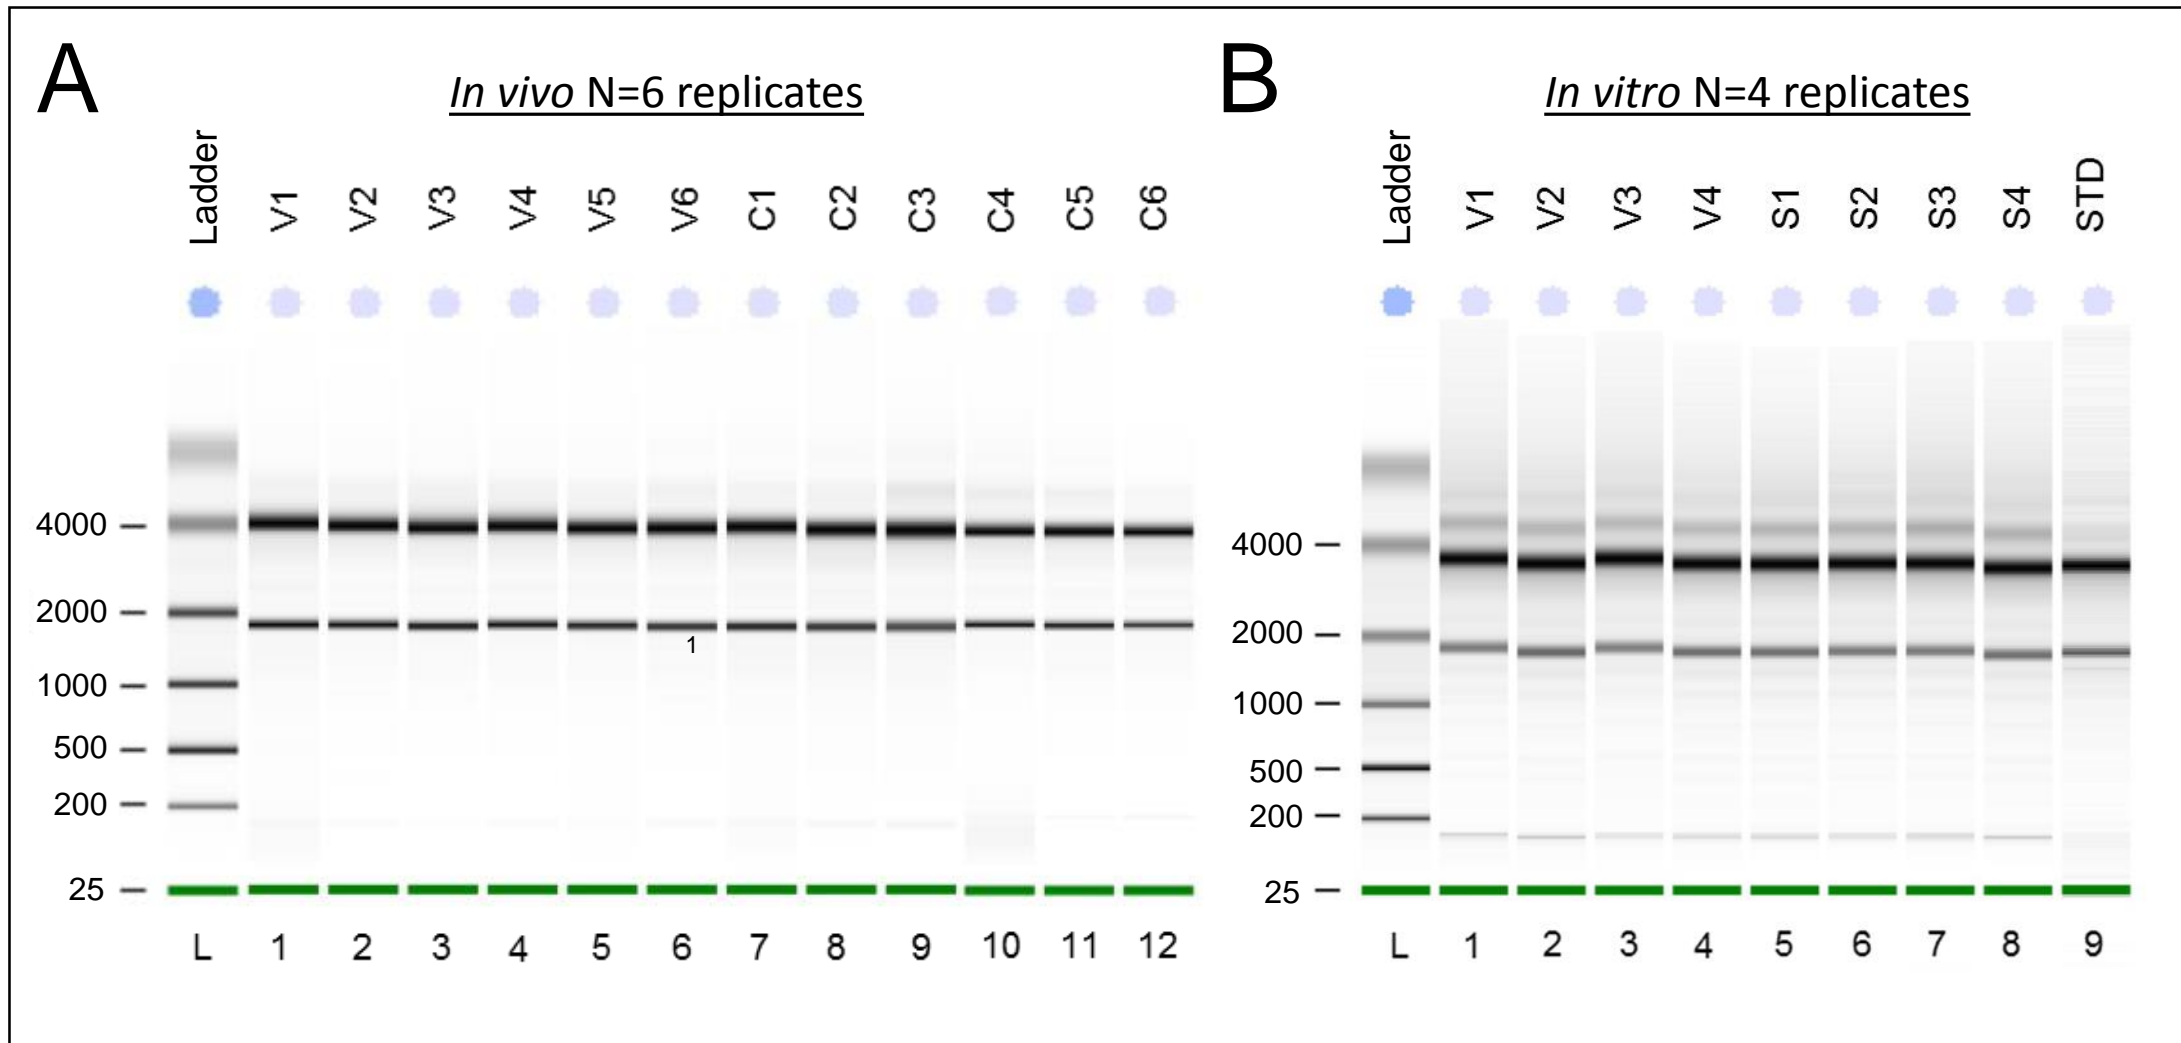 A
In vivo N=6 replicates
Ladder V1 V2 V3 V4 V5 V6 C1 C2 C3 C4 C5 C6
4000
2000
1
1000
500
200
25
L 1 2 3 4 5 6 7 8 9 10 11 12
B
In vitro N=4 replicates
Ladder V1 V2 V3 V4 S1 S2 S3 S4 STD
4000
2000
1000
500
200
25
L 1 2 3 4 5 6 7 8 9